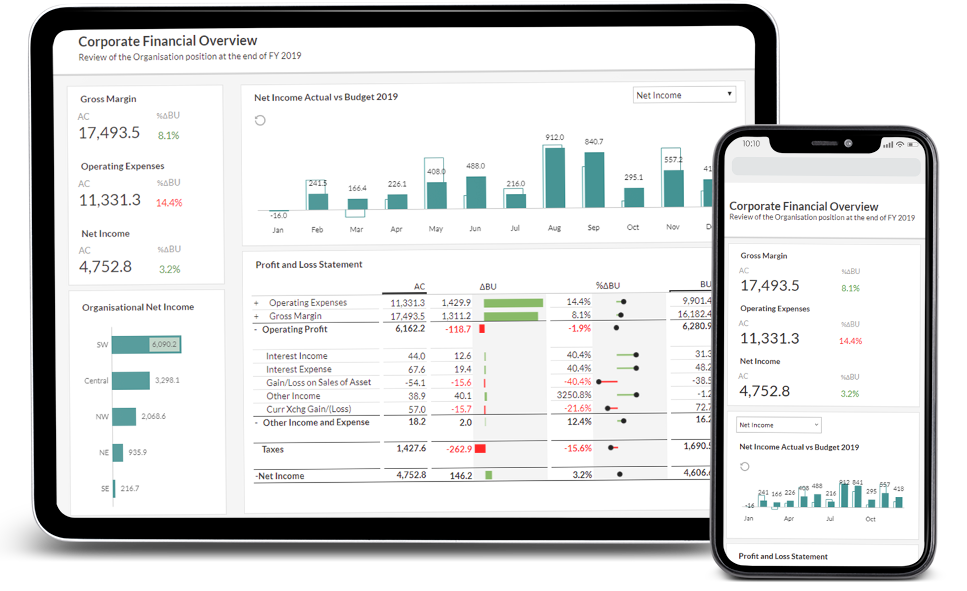 Corporate Financial Overview
Review of the Organisation position at the end of FY 2019
Gross Margin
AC %ΔBU
17,493.5 8.1%
Operating Expenses
AC %ΔBU
11,331.3 14.4%
Net Income
AC %ΔBU
4,752.8 3.2%
Organisational Net Income
SW 6,090.2
Central 3,298.1
NW 2,068.6
NE 935.9
SE 216.7
Net Income Actual vs Budget 2019
Net Income
-16.0 241.5 166.4 226.1 408.0 488.0 216.0 912.0 840.7 295.1 557.2 41
Jan Feb Mar Apr May Jun Jul Aug Sep Oct Nov D
Profit and Loss Statement
AC ΔBU %ΔBU BU
+ Operating Expenses 11,331.3 1,429.9 14.4% 9,901.4
+ Gross Margin 17,493.5 1,311.2 8.1% 16,182.4
- Operating Profit 6,162.2 -118.7 -1.9% 6,280.9
Interest Income 44.0 12.6 40.4% 31.3
Interest Expense 67.6 19.4 40.4% 48.2
Gain/Loss on Sales of Asset -54.1 -15.6 -40.4% -38.5
Other Income 38.9 40.1 3250.8% -1.2
Curr Xchg Gain/(Loss) 57.0 -15.7 -21.6% 72.7
- Other Income and Expense 18.2 2.0 12.4% 16.2
Taxes 1,427.6 -262.9 -15.6% 1,690.5
-Net Income 4,752.8 146.2 3.2% 4,606.6
10:10
Corporate Financial Overview
Review of the Organisation position at the end of FY 2019
Gross Margin
AC %ΔBU
17,493.5 8.1%
Operating Expenses
AC %ΔBU
11,331.3 14.4%
Net Income
AC %ΔBU
4,752.8 3.2%
Net Income
Net Income Actual vs Budget 2019
-16 241 166 226 408 488 216 912 841 295 557 418
Jan Apr Jul Oct
Profit and Loss Statement